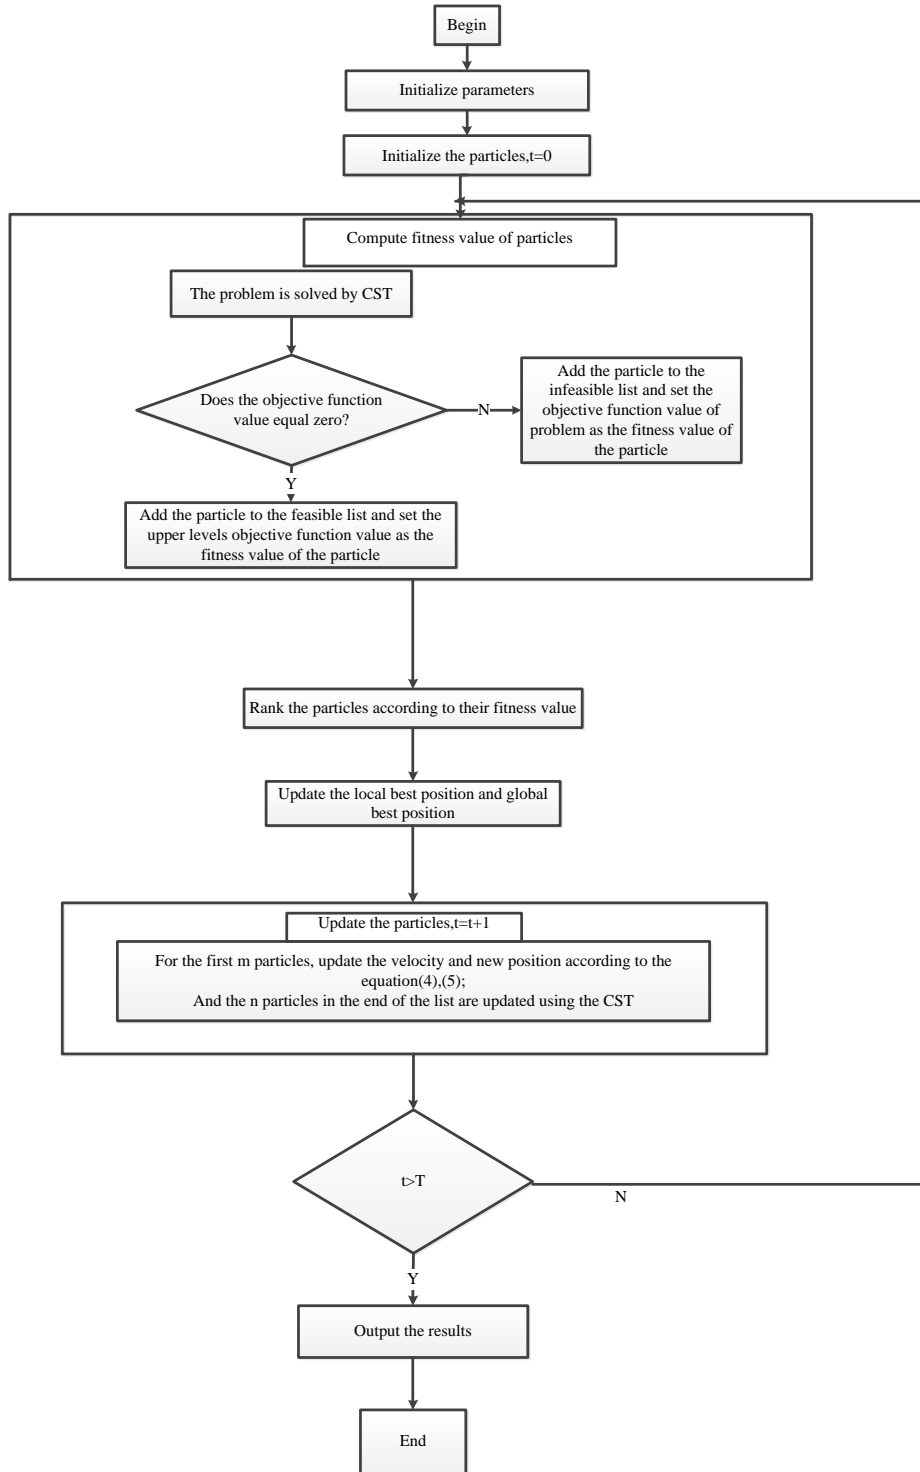 Begin
Initialize parameters
Initialize the particles,t=0
Compute fitness value of particles
The problem is solved by CST
Does the objective function
value equal zero?
N
Add the particle to the
infeasible list and set the
objective function value of
problem as the fitness value of
the particle
Y
Add the particle to the feasible list and set the
upper levels objective function value as the
fitness value of the particle
Rank the particles according to their fitness value
Update the local best position and global
best position
Update the particles,t=t+1
For the first m particles, update the velocity and new position according to the
equation(4),(5);
And the n particles in the end of the list are updated using the CST
t>T
N
Y
Output the results
End